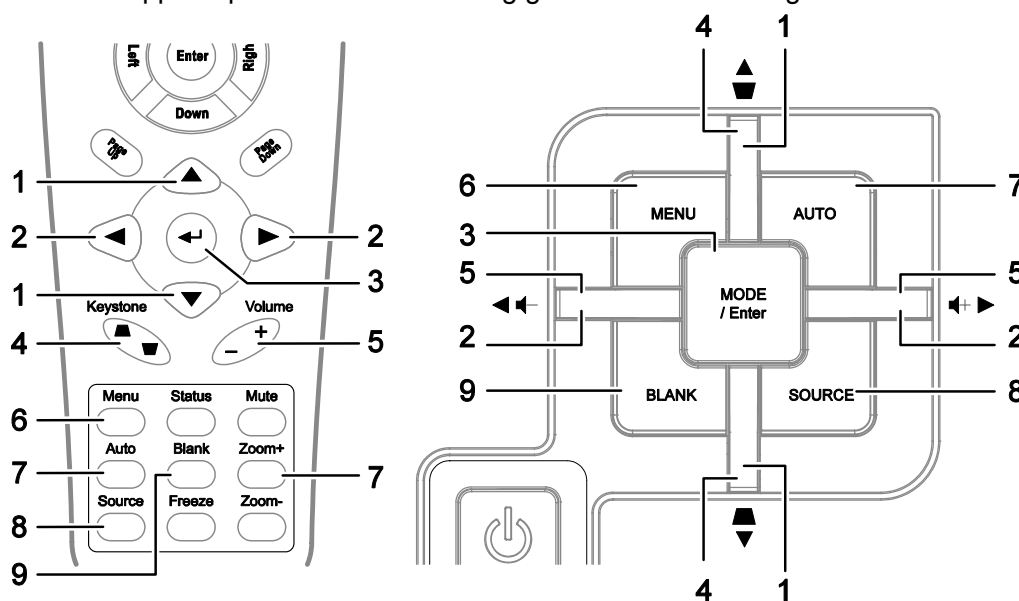 4 1
Left
Enter
Righ
Down
Page
Up
Page
Down
1
2
2
3
1
Keystone
Volume
4
+
−
5
Menu Status Mute
6
Auto Blank Zoom+
7
7
Source Freeze Zoom-
8
9
6
7
MENU AUTO
3
5
5
−
MODE
/ Enter
+
2
2
9
8
BLANK SOURCE
4 1